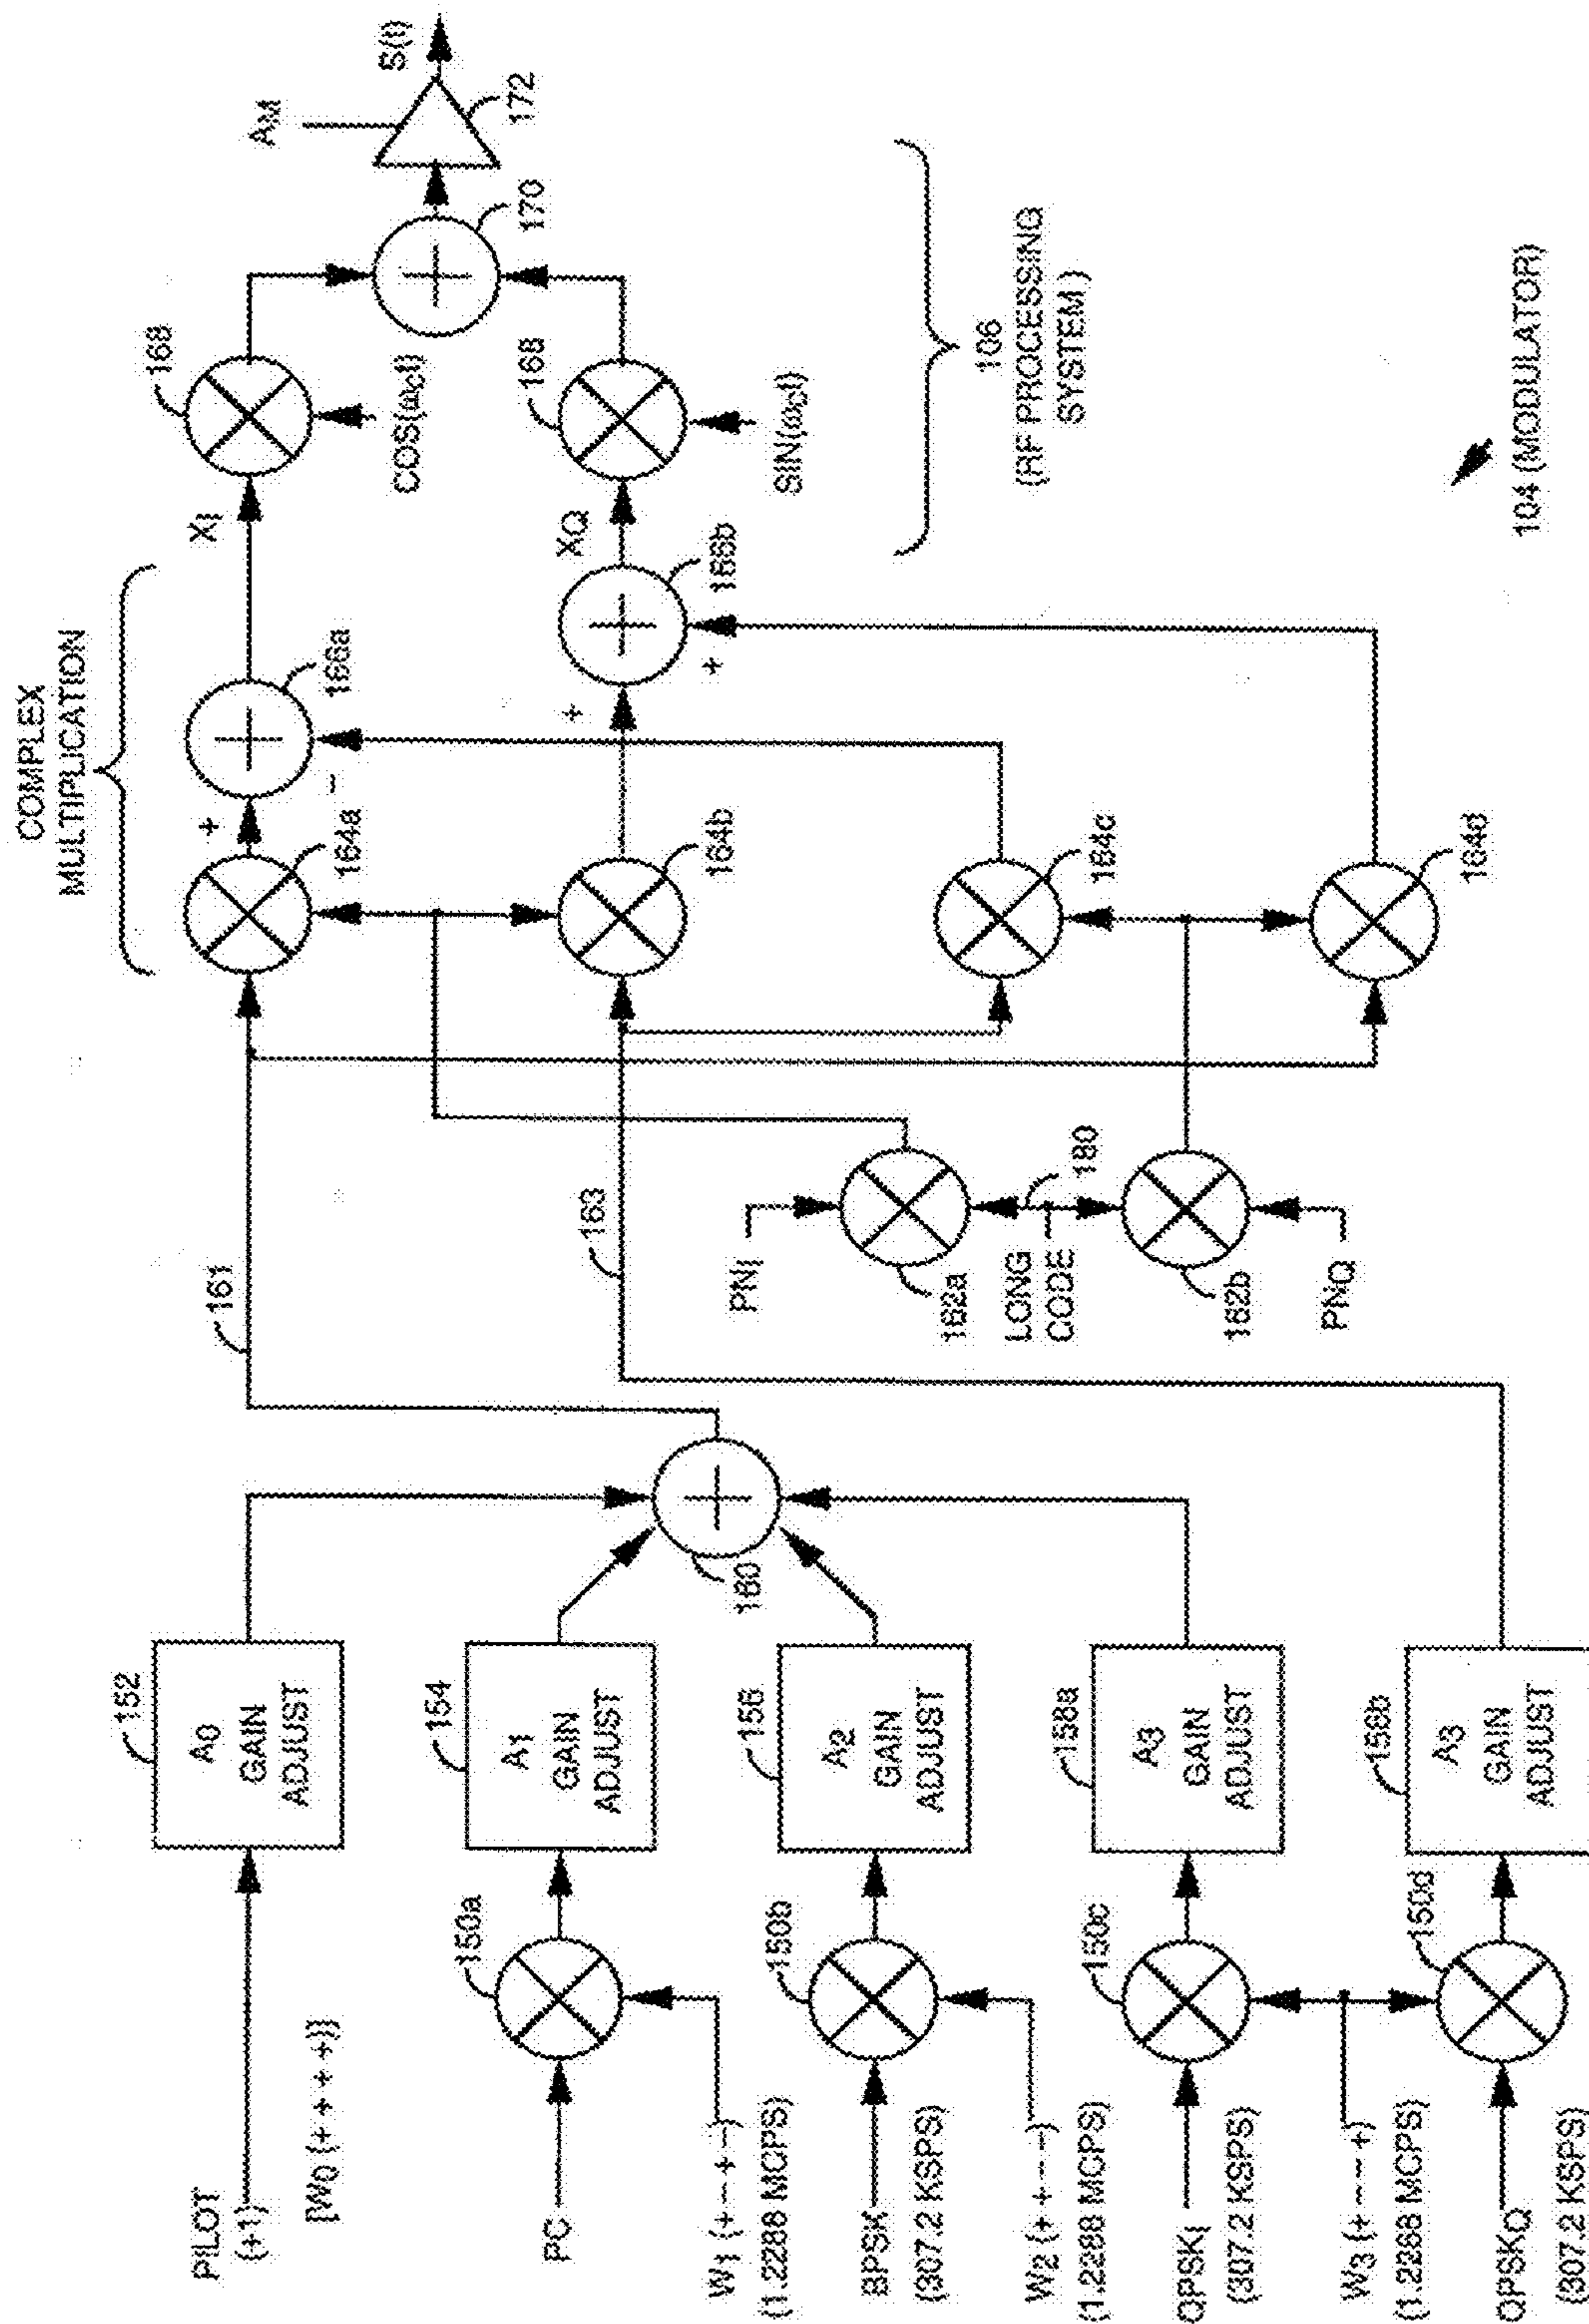 PILOT
(+1)
[W0 (+ + + +)]
152
A0
GAIN
ADJUST
PC
150a
W1 (+ - + -)
(1.2288 MCPS)
154
A1
GAIN
ADJUST
BPSK
(307.2 KSPS)
150b
W2 (+ + - -)
(1.2288 MCPS)
156
A2
GAIN
ADJUST
QPSKI
(307.2 KSPS)
150c
W3 (+ - - +)
(1.2288 MCPS)
158a
A3
GAIN
ADJUST
QPSKQ
(307.2 KSPS)
150d
158b
A3
GAIN
ADJUST
160
161
163
PNI
162a
LONG
CODE
180
162b
PNQ
COMPLEX
MULTIPLICATION
164a
+
-
166a
164b
+
+
166b
164c
164d
XI
168
COS(ωct)
XQ
168
SIN(ωct)
170
AM
172
S(t)
106
(RF PROCESSING
SYSTEM)
104 (MODULATOR)